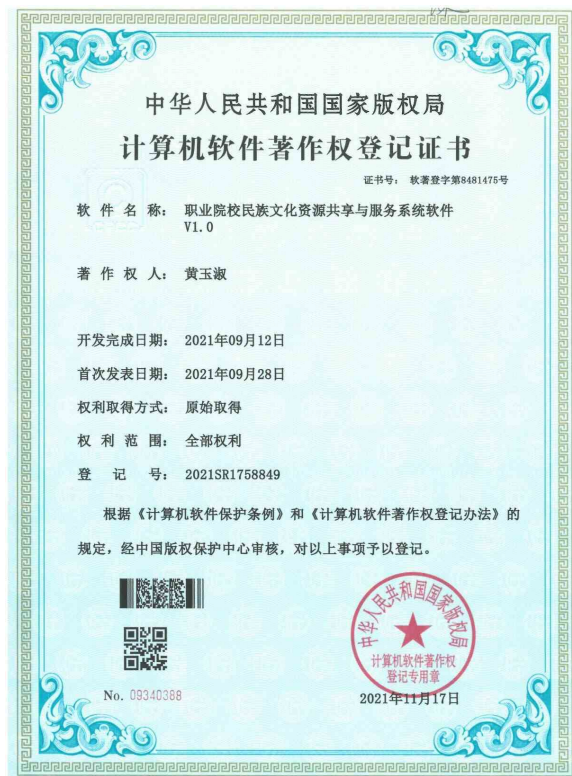 中华人民共和国国家版权局
计算机软件著作权登记证书
证书号： 软著登字第8481475号
软件名称： 职业院校民族文化资源共享与服务系统软件
V1.0
著作权人： 黄玉淑
开发完成日期： 2021年09月12日
首次发表日期： 2021年09月28日
权利取得方式： 原始取得
权利范围： 全部权利
登记号： 2021SR1758849
根据《计算机软件保护条例》和《计算机软件著作权登记办法》的
规定，经中国版权保护中心审核，对以上事项予以登记。
中华人民共和国国家版权局
计算机软件著作权
登记专用章
No. 09340388
2021年11月17日